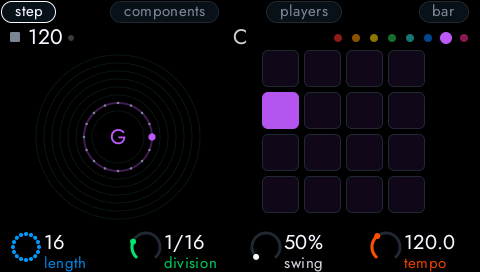 step components players bar
120 C
G
16 1/16 50% 120.0
length division swing tempo